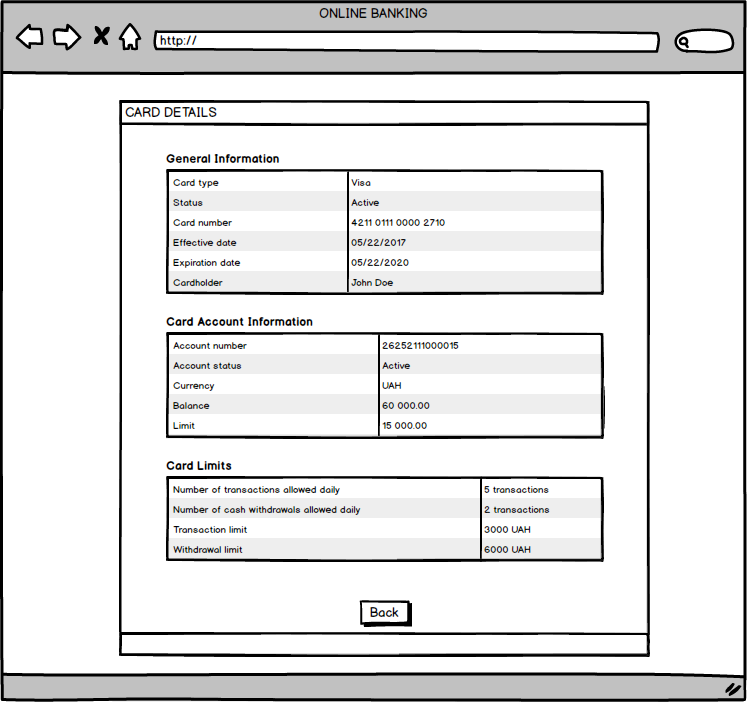 ONLINE BANKING
http://
CARD DETAILS
General Information
Card type Visa
Status Active
Card number 4211 0111 0000 2710
Effective date 05/22/2017
Expiration date 05/22/2020
Cardholder John Doe
Card Account Information
Account number 26252111000015
Account status Active
Currency UAH
Balance 60 000.00
Limit 15 000.00
Card Limits
Number of transactions allowed daily 5 transactions
Number of cash withdrawals allowed daily 2 transactions
Transaction limit 3000 UAH
Withdrawal limit 6000 UAH
Back